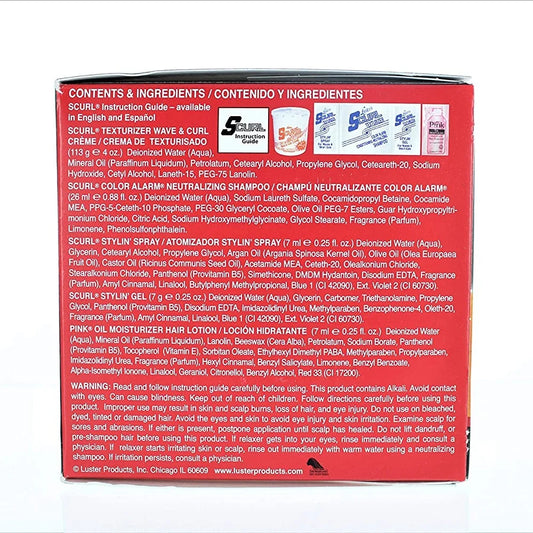 CONTENTS & INGREDIENTS / CONTENIDO Y INGREDIENTES
SCURL® Instruction Guide – available
in English and Español
SCURL
Instruction
Guide
SCURL
Pink
SCURL® TEXTURIZER WAVE & CURL
CRÈME / CREMA DE TEXTURISADO
(113 g ℮ 4 oz.) Deionized Water (Aqua),
Mineral Oil (Paraffinum Liquidum), Petrolatum, Cetearyl Alcohol, Propylene Glycol, Ceteareth-20, Sodium
Hydroxide, Cetyl Alcohol, Laneth-15, PEG-75 Lanolin.
SCURL® COLOR ALARM® NEUTRALIZING SHAMPOO / CHAMPÚ NEUTRALIZANTE COLOR ALARM®
(26 ml ℮ 0.88 fl. oz.) Deionized Water (Aqua), Sodium Laureth Sulfate, Cocamidopropyl Betaine, Cocamide
MEA, PPG-5-Ceteth-10 Phosphate, PEG-30 Glyceryl Cocoate, Olive Oil PEG-7 Esters, Guar Hydroxypropyltri-
monium Chloride, Citric Acid, Sodium Hydroxymethylglycinate, Glycol Stearate, Fragrance (Parfum),
Limonene, Phenolsulfonphthalein.
SCURL® STYLIN' SPRAY / ATOMIZADOR STYLIN' SPRAY (7 ml ℮ 0.25 fl. oz.) Deionized Water (Aqua),
Glycerin, Cetearyl Alcohol, Propylene Glycol, Argan Oil (Argania Spinosa Kernel Oil), Olive Oil (Olea Europaea
Fruit Oil), Castor Oil (Ricinus Communis Seed Oil), Acetamide MEA, Ceteth-20, Olealkonium Chloride,
Stearalkonium Chloride, Panthenol (Provitamin B5), Simethicone, DMDM Hydantoin, Disodium EDTA, Fragrance
(Parfum), Amyl Cinnamal, Linalool, Butylphenyl Methylpropional, Blue 1 (CI 42090), Ext. Violet 2 (CI 60730).
SCURL® STYLIN' GEL (7 g ℮ 0.25 oz.) Deionized Water (Aqua), Glycerin, Carbomer, Triethanolamine, Propylene
Glycol, Panthenol (Provitamin B5), Disodium EDTA, Imidazolidinyl Urea, Methylparaben, Benzophenone-4, Oleth-20,
Fragrance (Parfum), Amyl Cinnamal, Linalool, Blue 1 (CI 42090), Ext. Violet 2 (CI 60730).
PINK® OIL MOISTURIZER HAIR LOTION / LOCIÓN HIDRATANTE (7 ml ℮ 0.25 fl. oz.) Deionized Water
(Aqua), Mineral Oil (Paraffinum Liquidum), Lanolin, Beeswax (Cera Alba), Petrolatum, Sodium Borate, Panthenol
(Provitamin B5), Tocopherol (Vitamin E), Sorbitan Oleate, Ethylhexyl Dimethyl PABA, Methylparaben, Propylparaben,
Imidazolidinyl Urea, Fragrance (Parfum), Hexyl Cinnamal, Benzyl Salicylate, Limonene, Benzyl Benzoate,
Alpha-Isomethyl Ionone, Linalool, Geraniol, Citronellol, Benzyl Alcohol, Red 33 (CI 17200).
WARNING: Read and follow instruction guide carefully before using. This product contains Alkali. Avoid contact
with eyes. Can cause blindness. Keep out of reach of children. Follow directions carefully before using this
product. Improper use may result in skin and scalp burns, loss of hair, and eye injury. Do not use on bleached,
dyed, tinted or damaged hair. Avoid the eyes and skin to avoid eye injury and skin irritation. Examine scalp for
sores and abrasions. If either is present, postpone application until scalp has healed. Do not lift dandruff, or
pre-shampoo hair before using this product. If relaxer gets into your eyes, rinse immediately and consult a
physician. If relaxer starts irritating skin or scalp, rinse out immediately with warm water using a neutralizing
shampoo. If irritation persists, consult a physician.
© Luster Products, Inc. Chicago IL 60609 www.lusterproducts.com